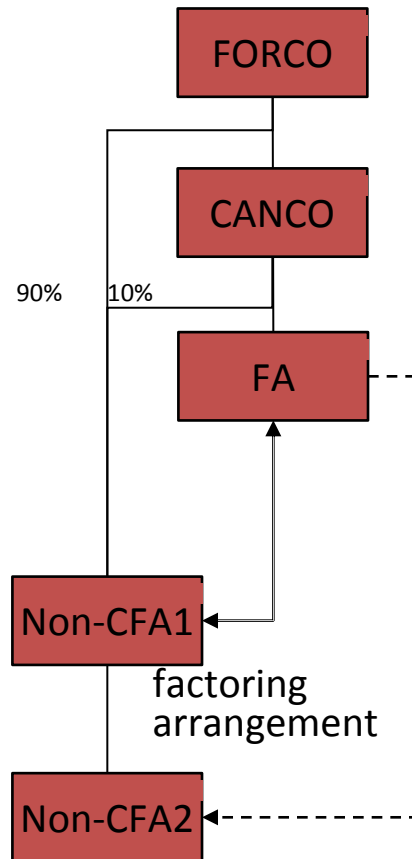 FORCO
CANCO
90%
10%
FA
Non-CFA1
factoring
arrangement
Non-CFA2